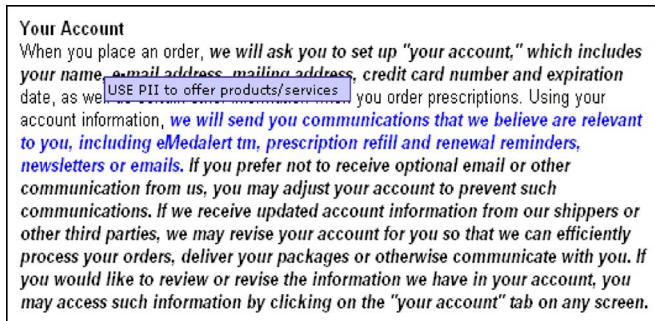 Your Account
When you place an order, we will ask you to set up "your account," which includes
your name, e-mail address, mailing address, credit card number and expiration
USE PII to offer products/services
date, as well you order prescriptions. Using your
account information, we will send you communications that we believe are relevant
to you, including eMedalert tm, prescription refill and renewal reminders,
newsletters or emails. If you prefer not to receive optional email or other
communication from us, you may adjust your account to prevent such
communications. If we receive updated account information from our shippers or
other third parties, we may revise your account for you so that we can efficiently
process your orders, deliver your packages or otherwise communicate with you. If
you would like to review or revise the information we have in your account, you
may access such information by clicking on the "your account" tab on any screen.